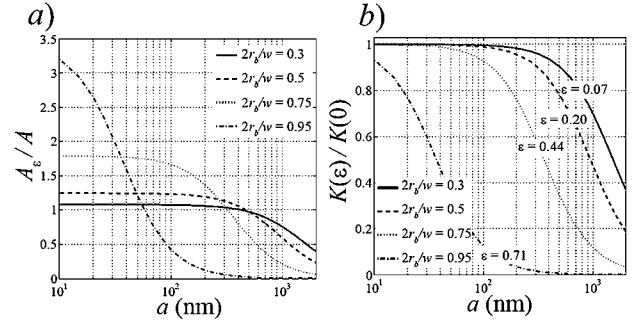 a)
A_ε / A
3.5
3
2.5
2
1.5
1
0.5
0
2r_b/w = 0.3
2r_b/w = 0.5
2r_b/w = 0.75
2r_b/w = 0.95
10^1
10^2
10^3
a (nm)
b)
K(ε) / K(0)
1
0.8
0.6
0.4
0.2
0
ε = 0.07
ε = 0.20
ε = 0.44
ε = 0.71
2r_b/w = 0.3
2r_b/w = 0.5
2r_b/w = 0.75
2r_b/w = 0.95
10^1
10^2
10^3
a (nm)